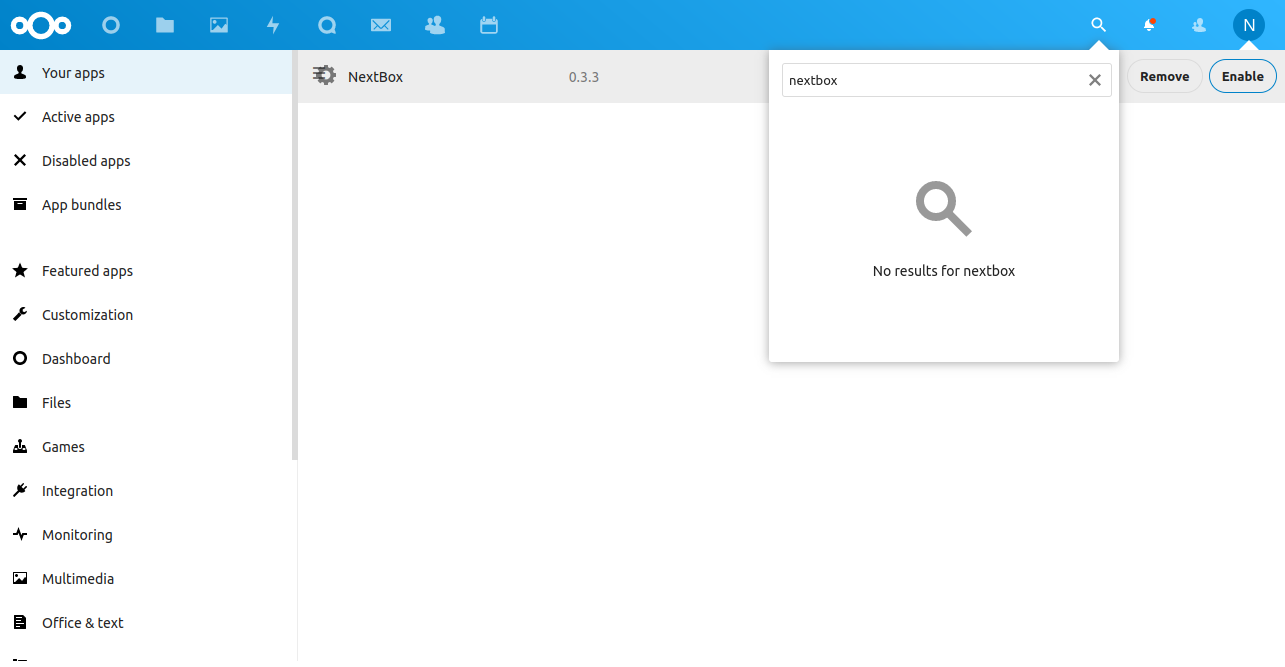 N
Your apps
Active apps
Disabled apps
App bundles
Featured apps
Customization
Dashboard
Files
Games
Integration
Monitoring
Multimedia
Office & text
NextBox 0.3.3
Remove Enable
nextbox
No results for nextbox